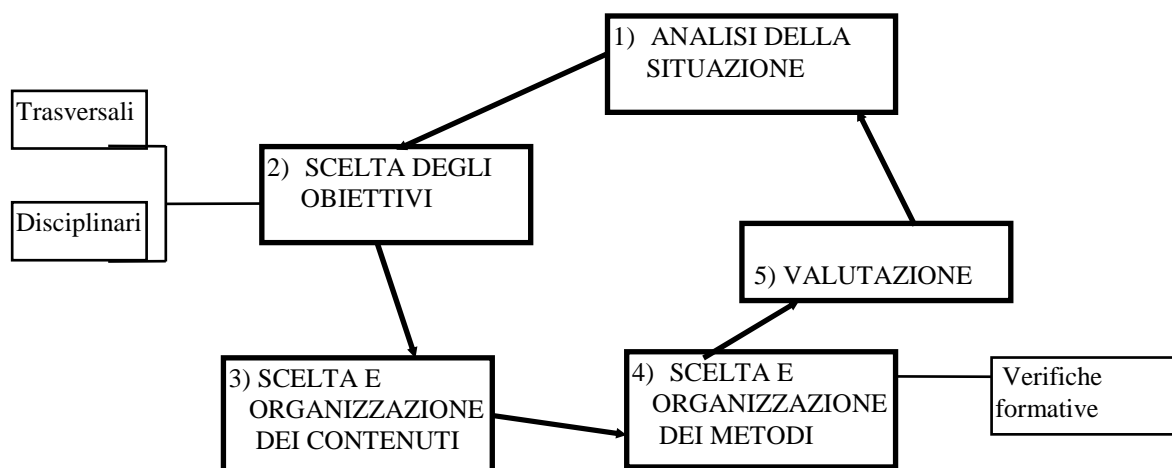 1) ANALISI DELLA
SITUAZIONE
Trasversali
2) SCELTA DEGLI
OBIETTIVI
Disciplinari
5) VALUTAZIONE
3) SCELTA E
ORGANIZZAZIONE
DEI CONTENUTI
4) SCELTA E
ORGANIZZAZIONE
DEI METODI
Verifiche
formative